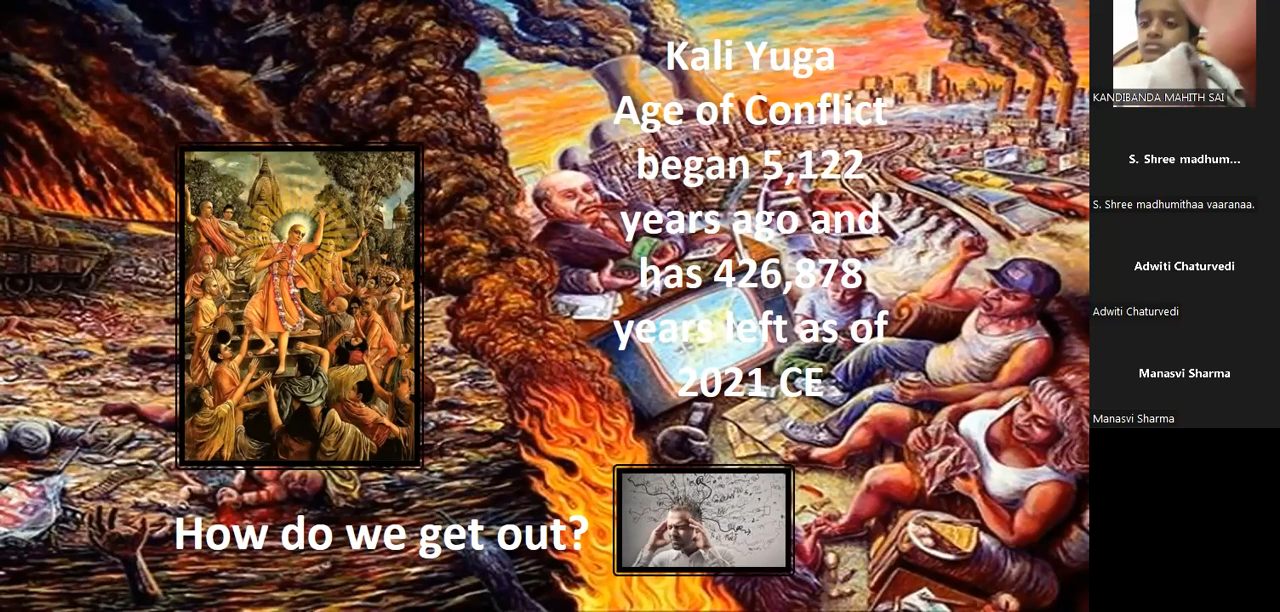 Kali Yuga
Age of Conflict
began 5,122
years ago and
has 426,878
years left as of
2021 CE
How do we get out?
KANDIBANDA MAHITH SAI
S. Shree madhum...
S. Shree madhumithaa vaaranaa.
Adwiti Chaturvedi
Adwiti Chaturvedi
Manasvi Sharma
Manasvi Sharma